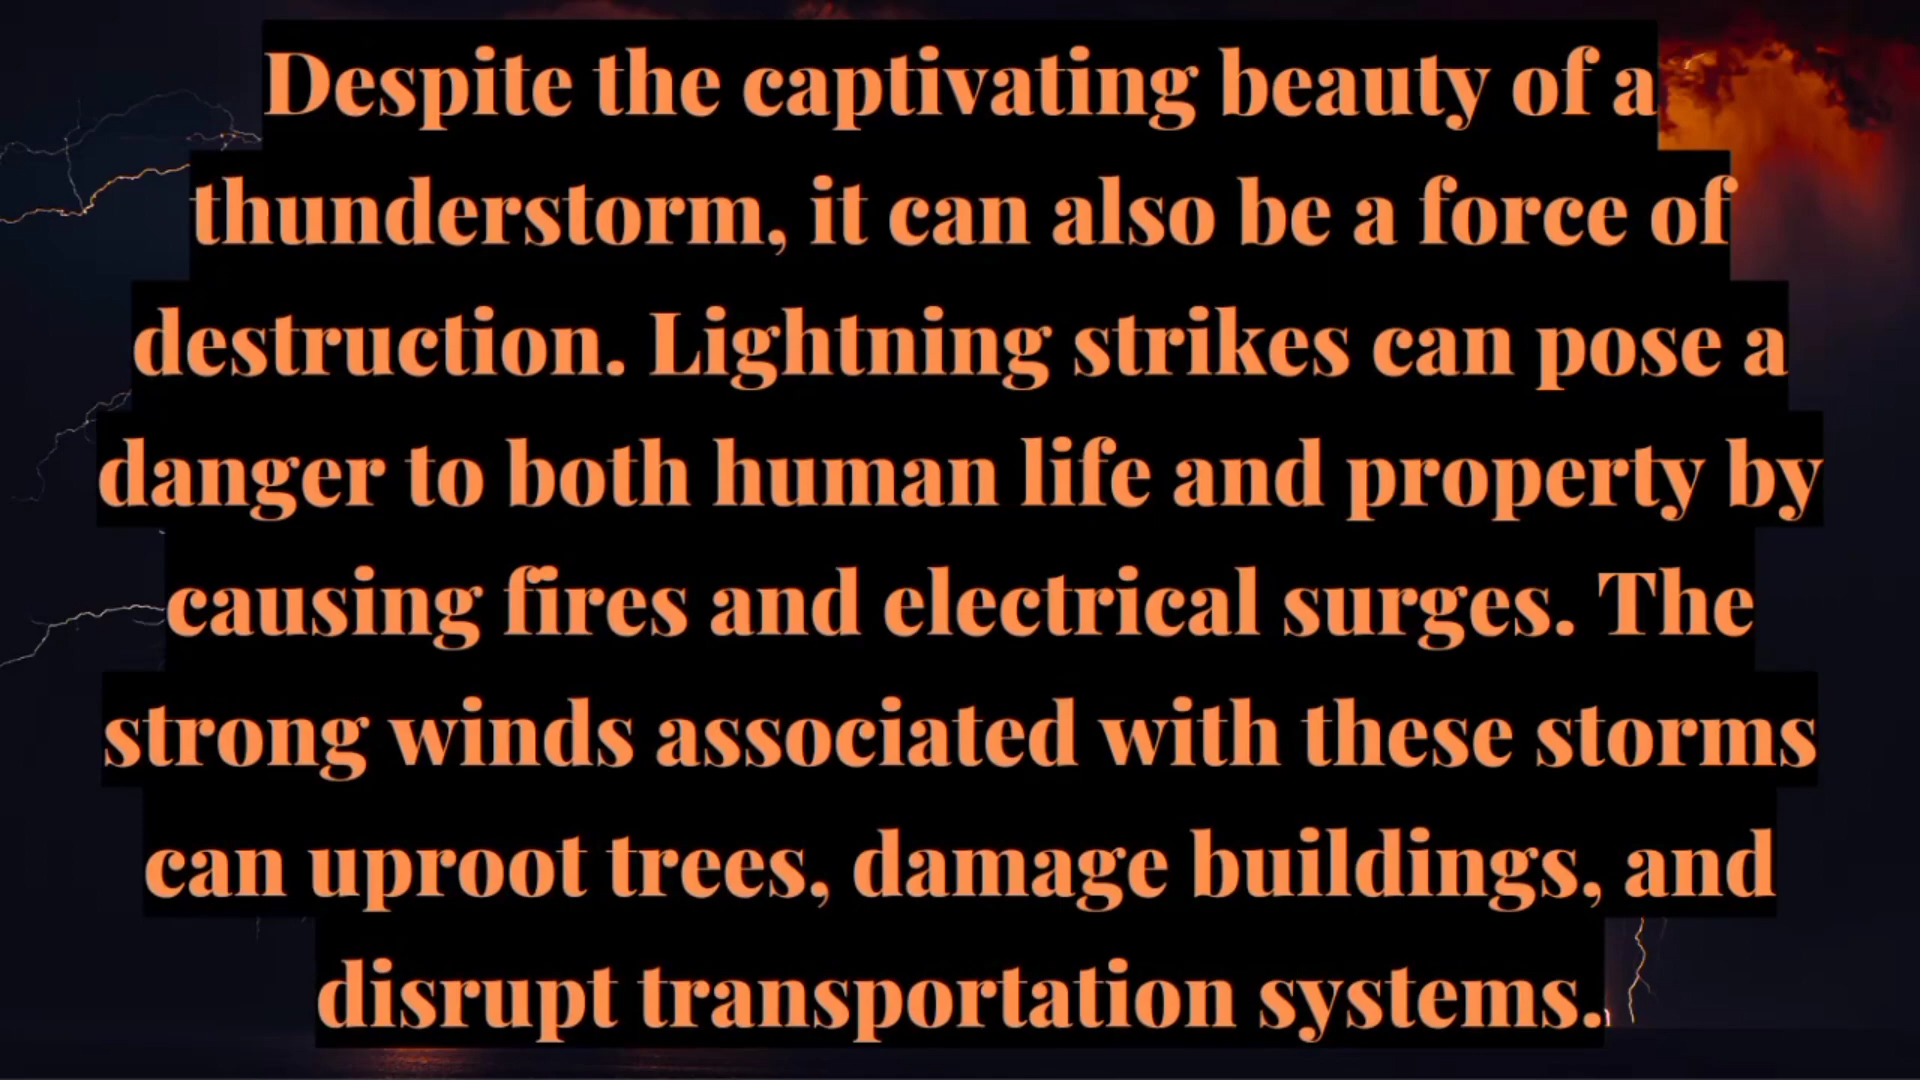 Despite the captivating beauty of a
thunderstorm, it can also be a force of
destruction. Lightning strikes can pose a
danger to both human life and property by
causing fires and electrical surges. The
strong winds associated with these storms
can uproot trees, damage buildings, and
disrupt transportation systems.